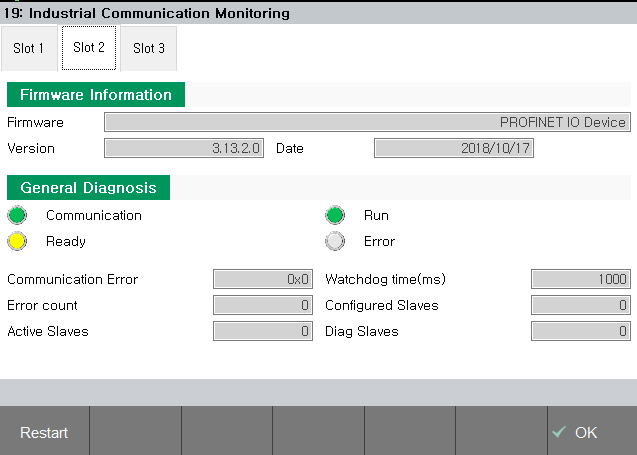 19: Industrial Communication Monitoring
Slot 1 Slot 2 Slot 3
Firmware Information
Firmware PROFINET IO Device
Version 3.13.2.0 Date 2018/10/17
General Diagnosis
Communication Run
Ready Error
Communication Error 0x0 Watchdog time(ms) 1000
Error count 0 Configured Slaves 0
Active Slaves 0 Diag Slaves 0
Restart OK